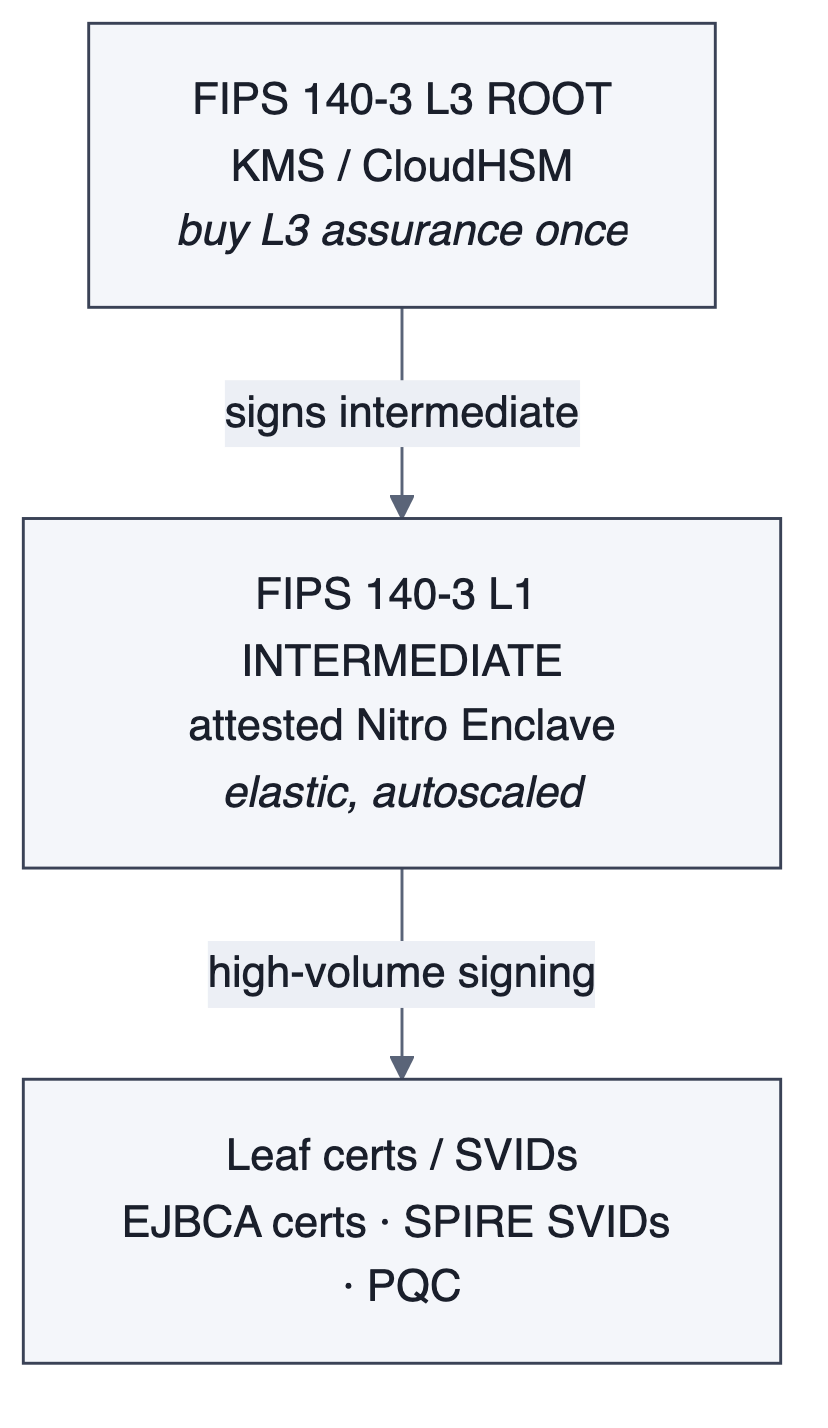 FIPS 140-3 L3 ROOT
KMS / CloudHSM
buy L3 assurance once
signs intermediate
FIPS 140-3 L1
INTERMEDIATE
attested Nitro Enclave
elastic, autoscaled
high-volume signing
Leaf certs / SVIDs
EJBCA certs · SPIRE SVIDs
· PQC